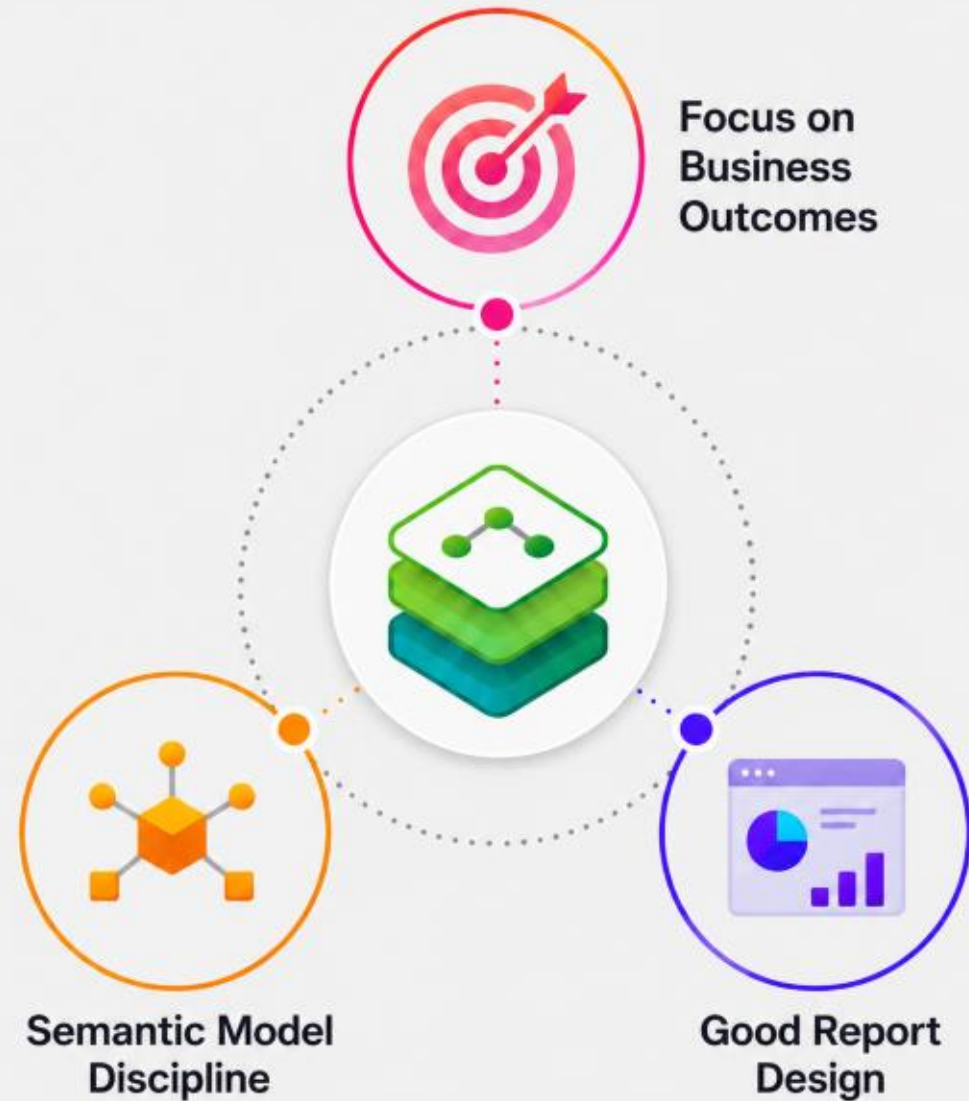 Focus on
Business
Outcomes
Semantic Model
Discipline
Good Report
Design